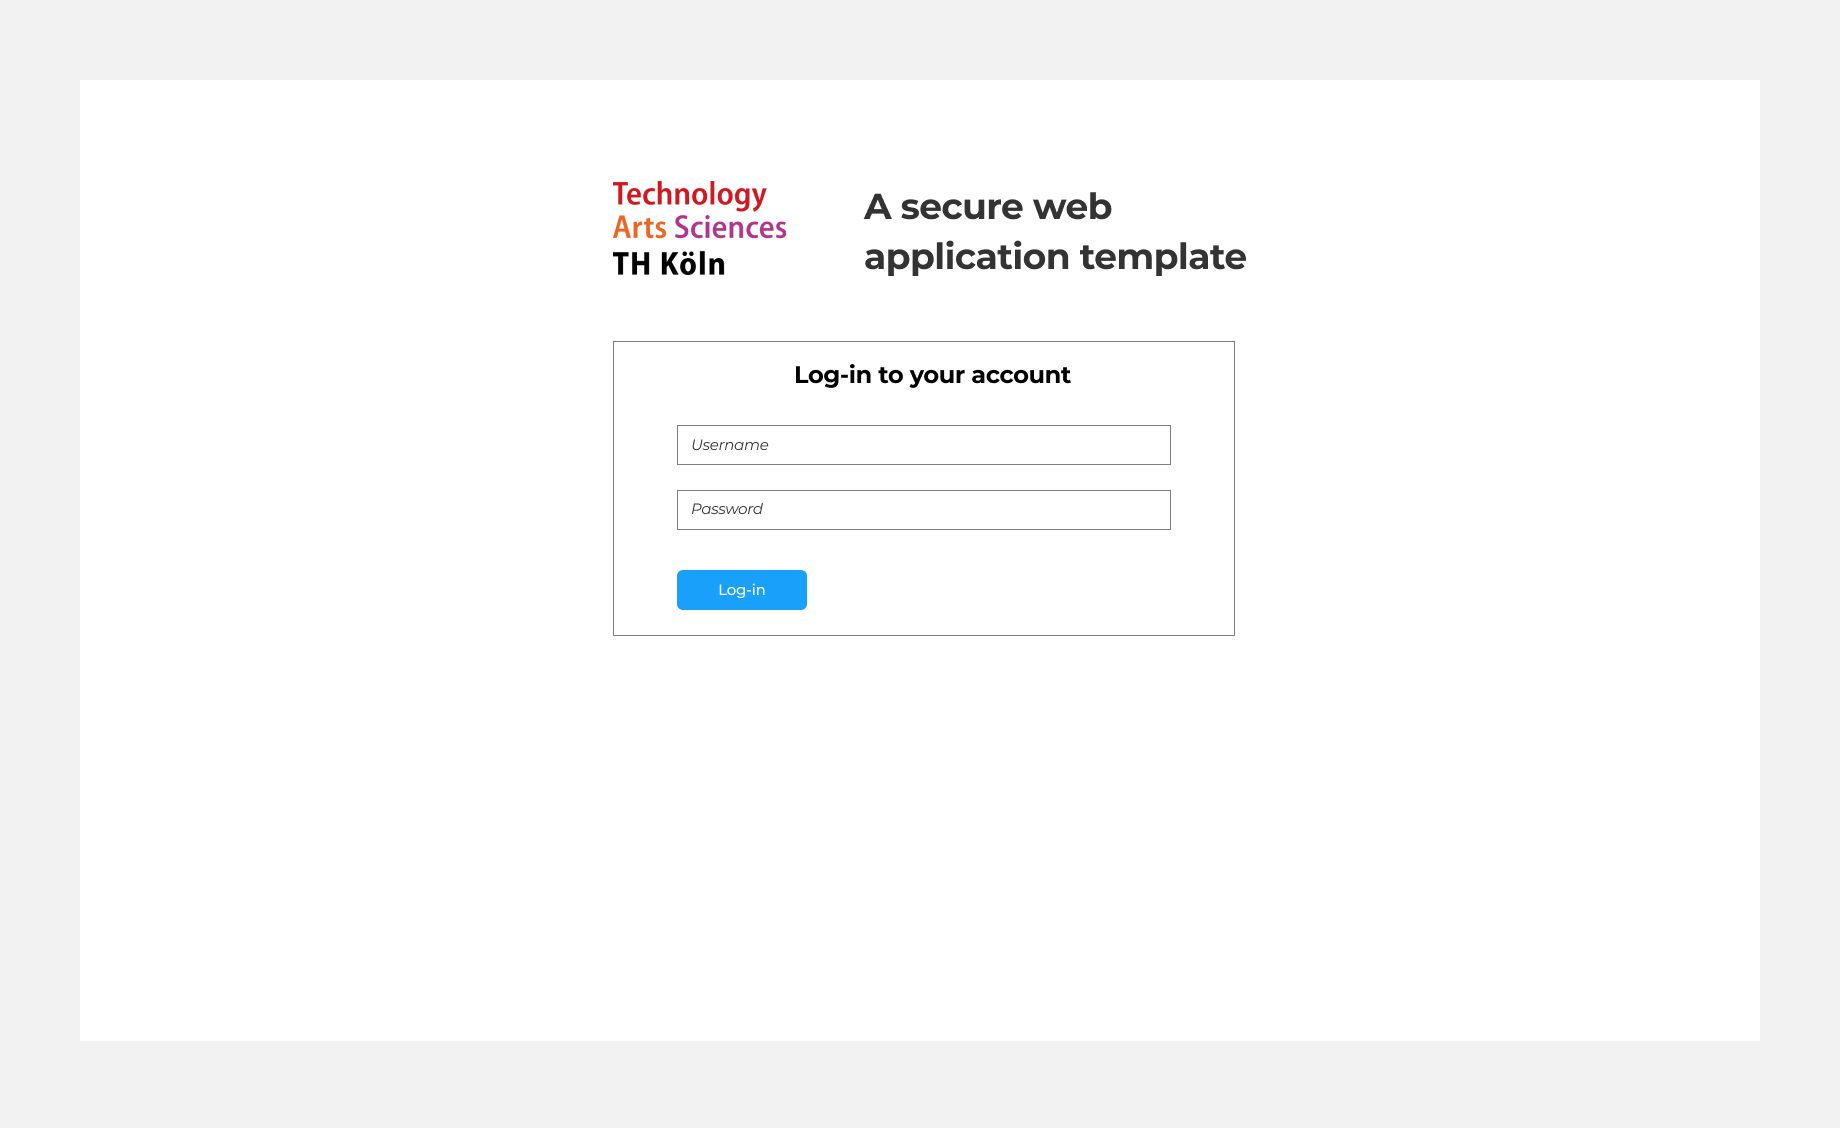 Technology
Arts Sciences
TH Köln
A secure web
application template
Log-in to your account
Username
Password
Log-in